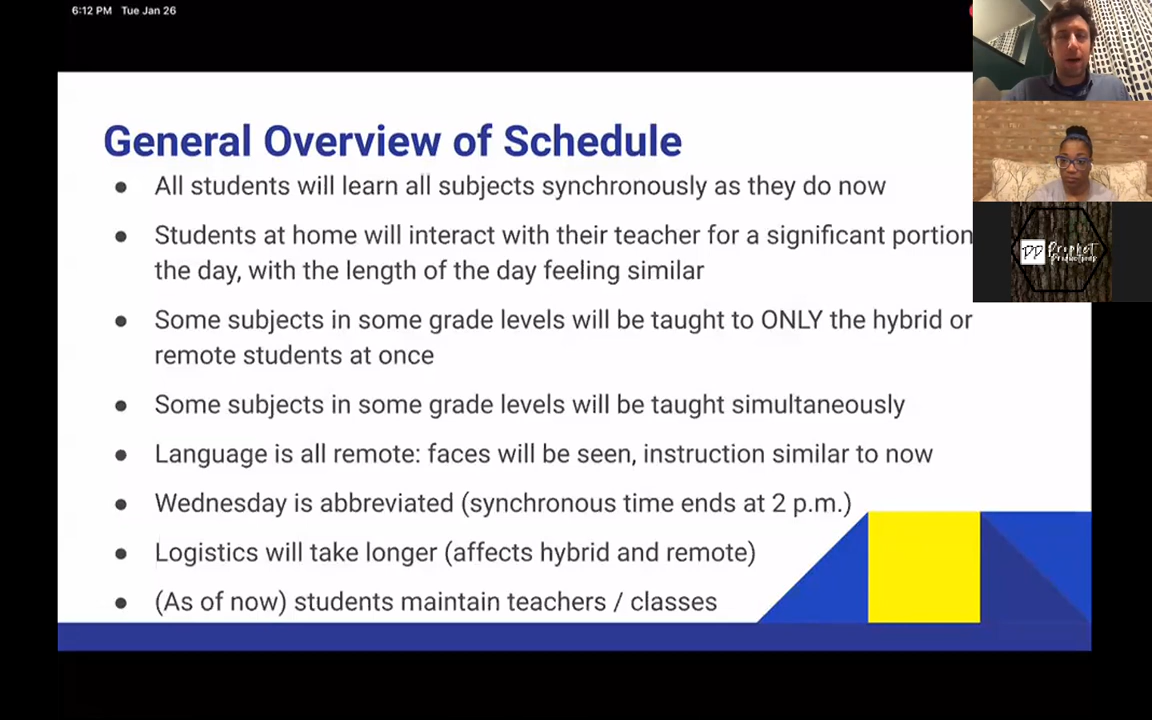 6:12 PM Tue Jan 26
General Overview of Schedule
● All students will learn all subjects synchronously as they do now
● Students at home will interact with their teacher for a significant portion
the day, with the length of the day feeling similar
● Some subjects in some grade levels will be taught to ONLY the hybrid or
remote students at once
● Some subjects in some grade levels will be taught simultaneously
● Language is all remote: faces will be seen, instruction similar to now
● Wednesday is abbreviated (synchronous time ends at 2 p.m.)
● Logistics will take longer (affects hybrid and remote)
● (As of now) students maintain teachers / classes
PP Prophet
Productions